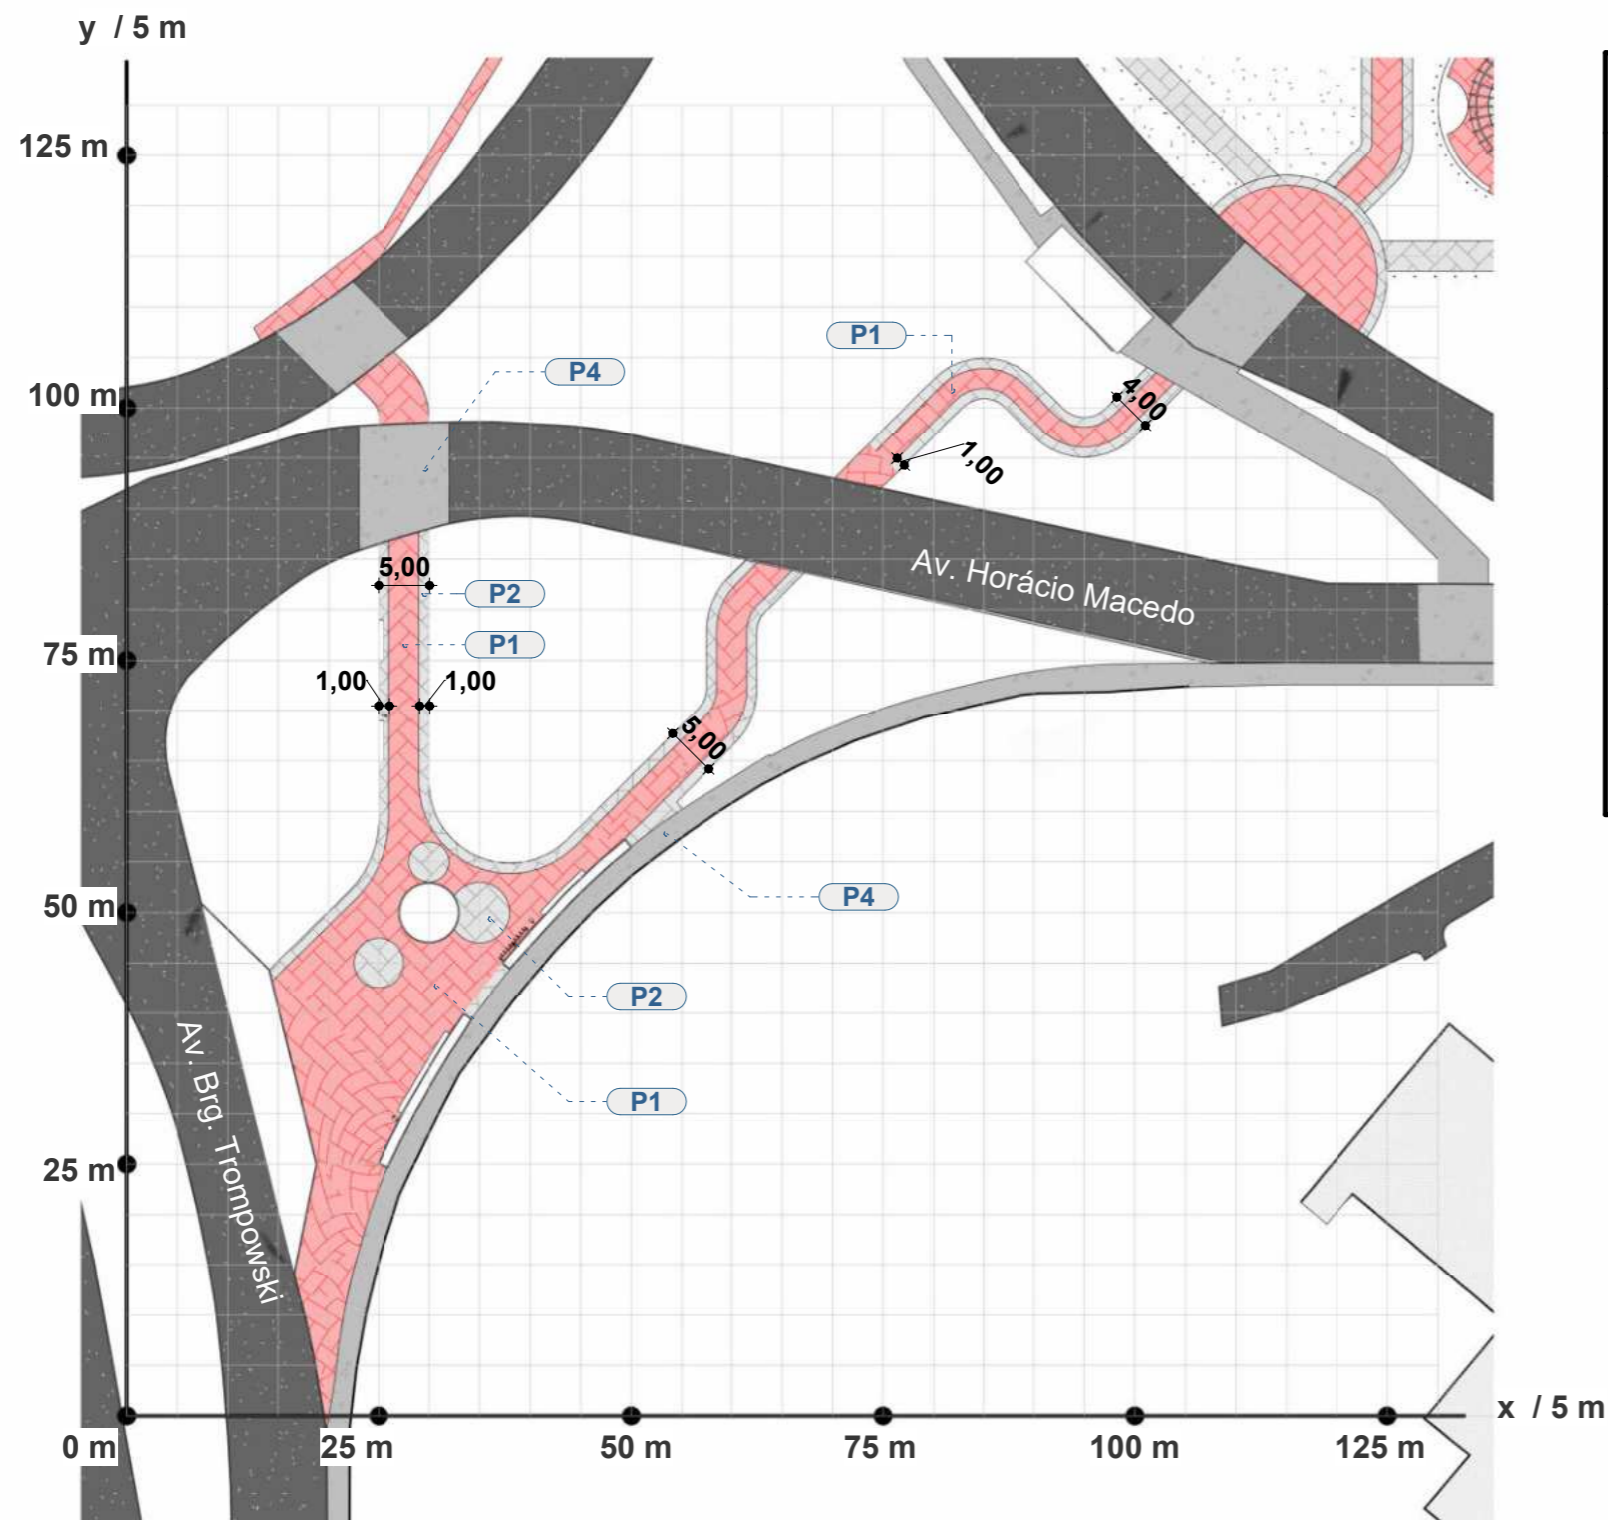 y / 5 m
125 m
P1
P4
4,00
100 m
1,00
Av. Horácio Macedo
5,00
P2
P1
75 m
1,00
1,00
5,00
P4
50 m
P2
Av. Brg. Trompowski
P1
25 m
x / 5 m
0 m
25 m
50 m
75 m
100 m
125 m